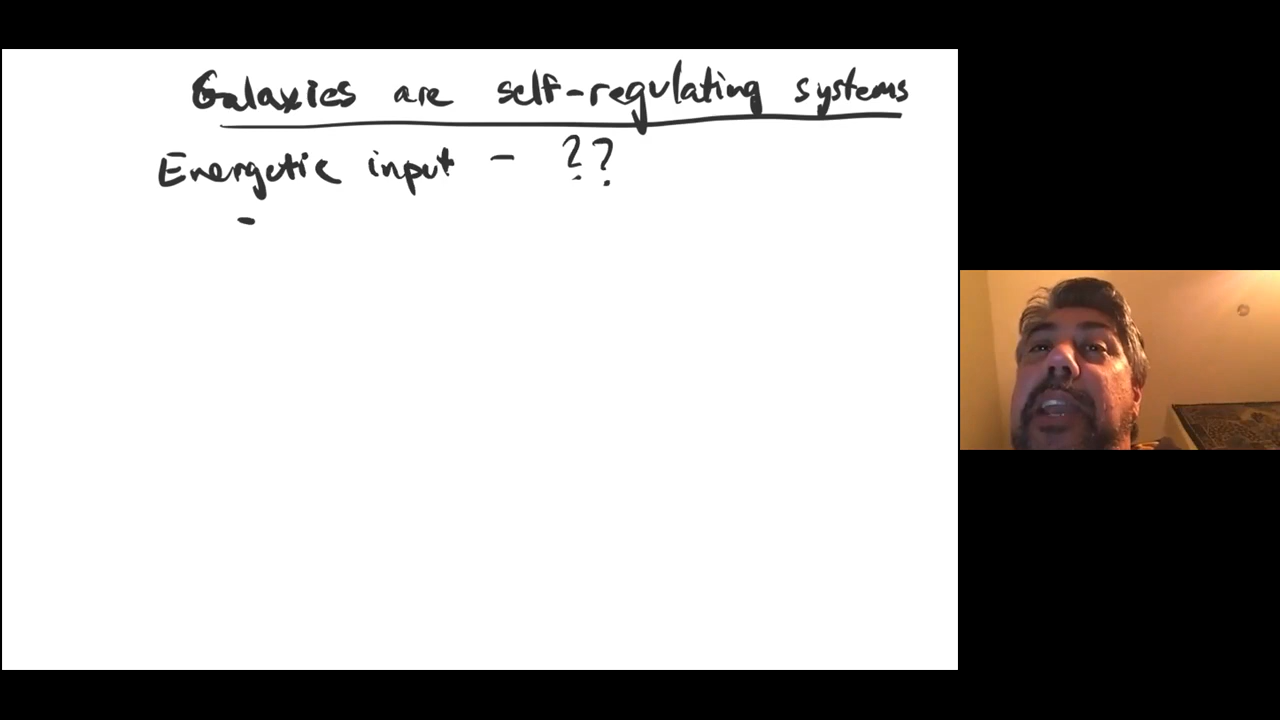 Galaxies are self-regulating systems
Energetic input - ??
-